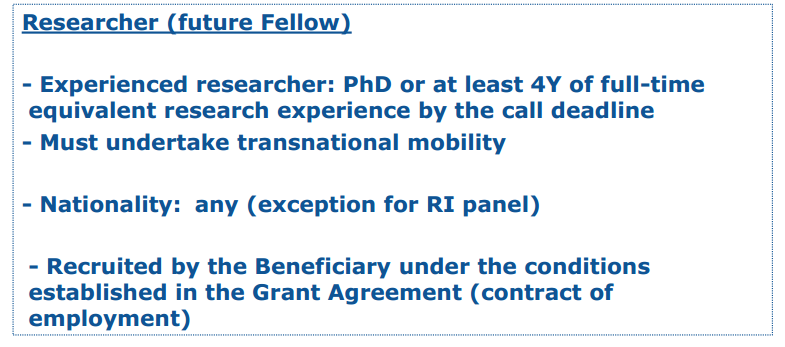 Researcher (future Fellow)
- Experienced researcher: PhD or at least 4Y of full-time
equivalent research experience by the call deadline
- Must undertake transnational mobility
- Nationality:  any (exception for RI panel)
- Recruited by the Beneficiary under the conditions
established in the Grant Agreement (contract of
employment)